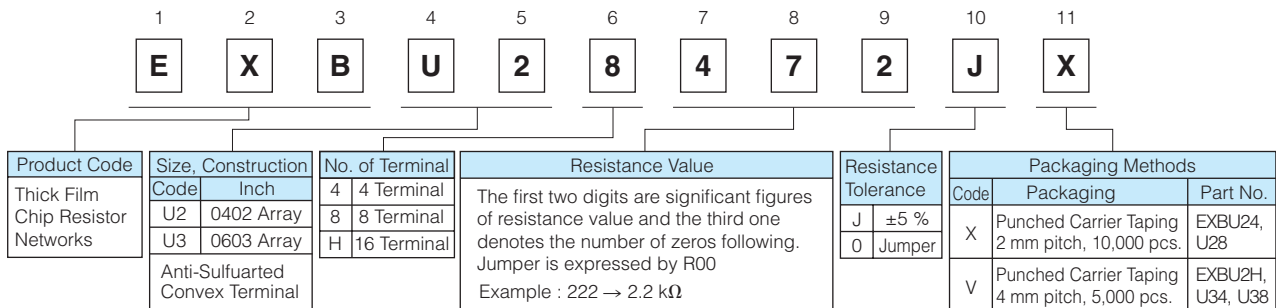 1 2 3 4 5 6 7 8 9 10 11
E X B U 2 8 4 7 2 J X
Product Code
Thick Film
Chip Resistor
Networks
Size, Construction
Code Inch
U2 0402 Array
U3 0603 Array
Anti-Sulfuarted
Convex Terminal
No. of Terminal
4 4 Terminal
8 8 Terminal
H 16 Terminal
Resistance Value
The first two digits are significant figures
of resistance value and the third one
denotes the number of zeros following.
Jumper is expressed by R00
Example : 222 → 2.2 kΩ
Resistance
Tolerance
J ±5 %
0 Jumper
Packaging Methods
Code Packaging Part No.
X Punched Carrier Taping EXBU24,
2 mm pitch, 10,000 pcs. U28
V Punched Carrier Taping EXBU2H,
4 mm pitch, 5,000 pcs. U34, U38